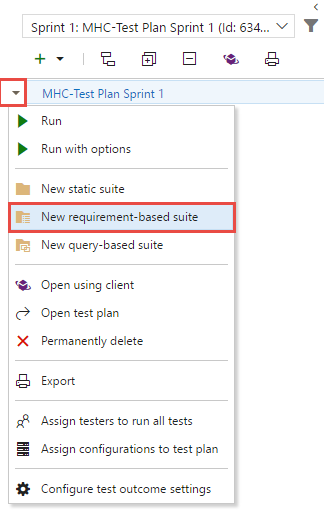 Sprint 1: MHC-Test Plan Sprint 1 (Id: 634...
MHC-Test Plan Sprint 1
Run
Run with options
New static suite
New requirement-based suite
New query-based suite
Open using client
Open test plan
Permanently delete
Export
Assign testers to run all tests
Assign configurations to test plan
Configure test outcome settings